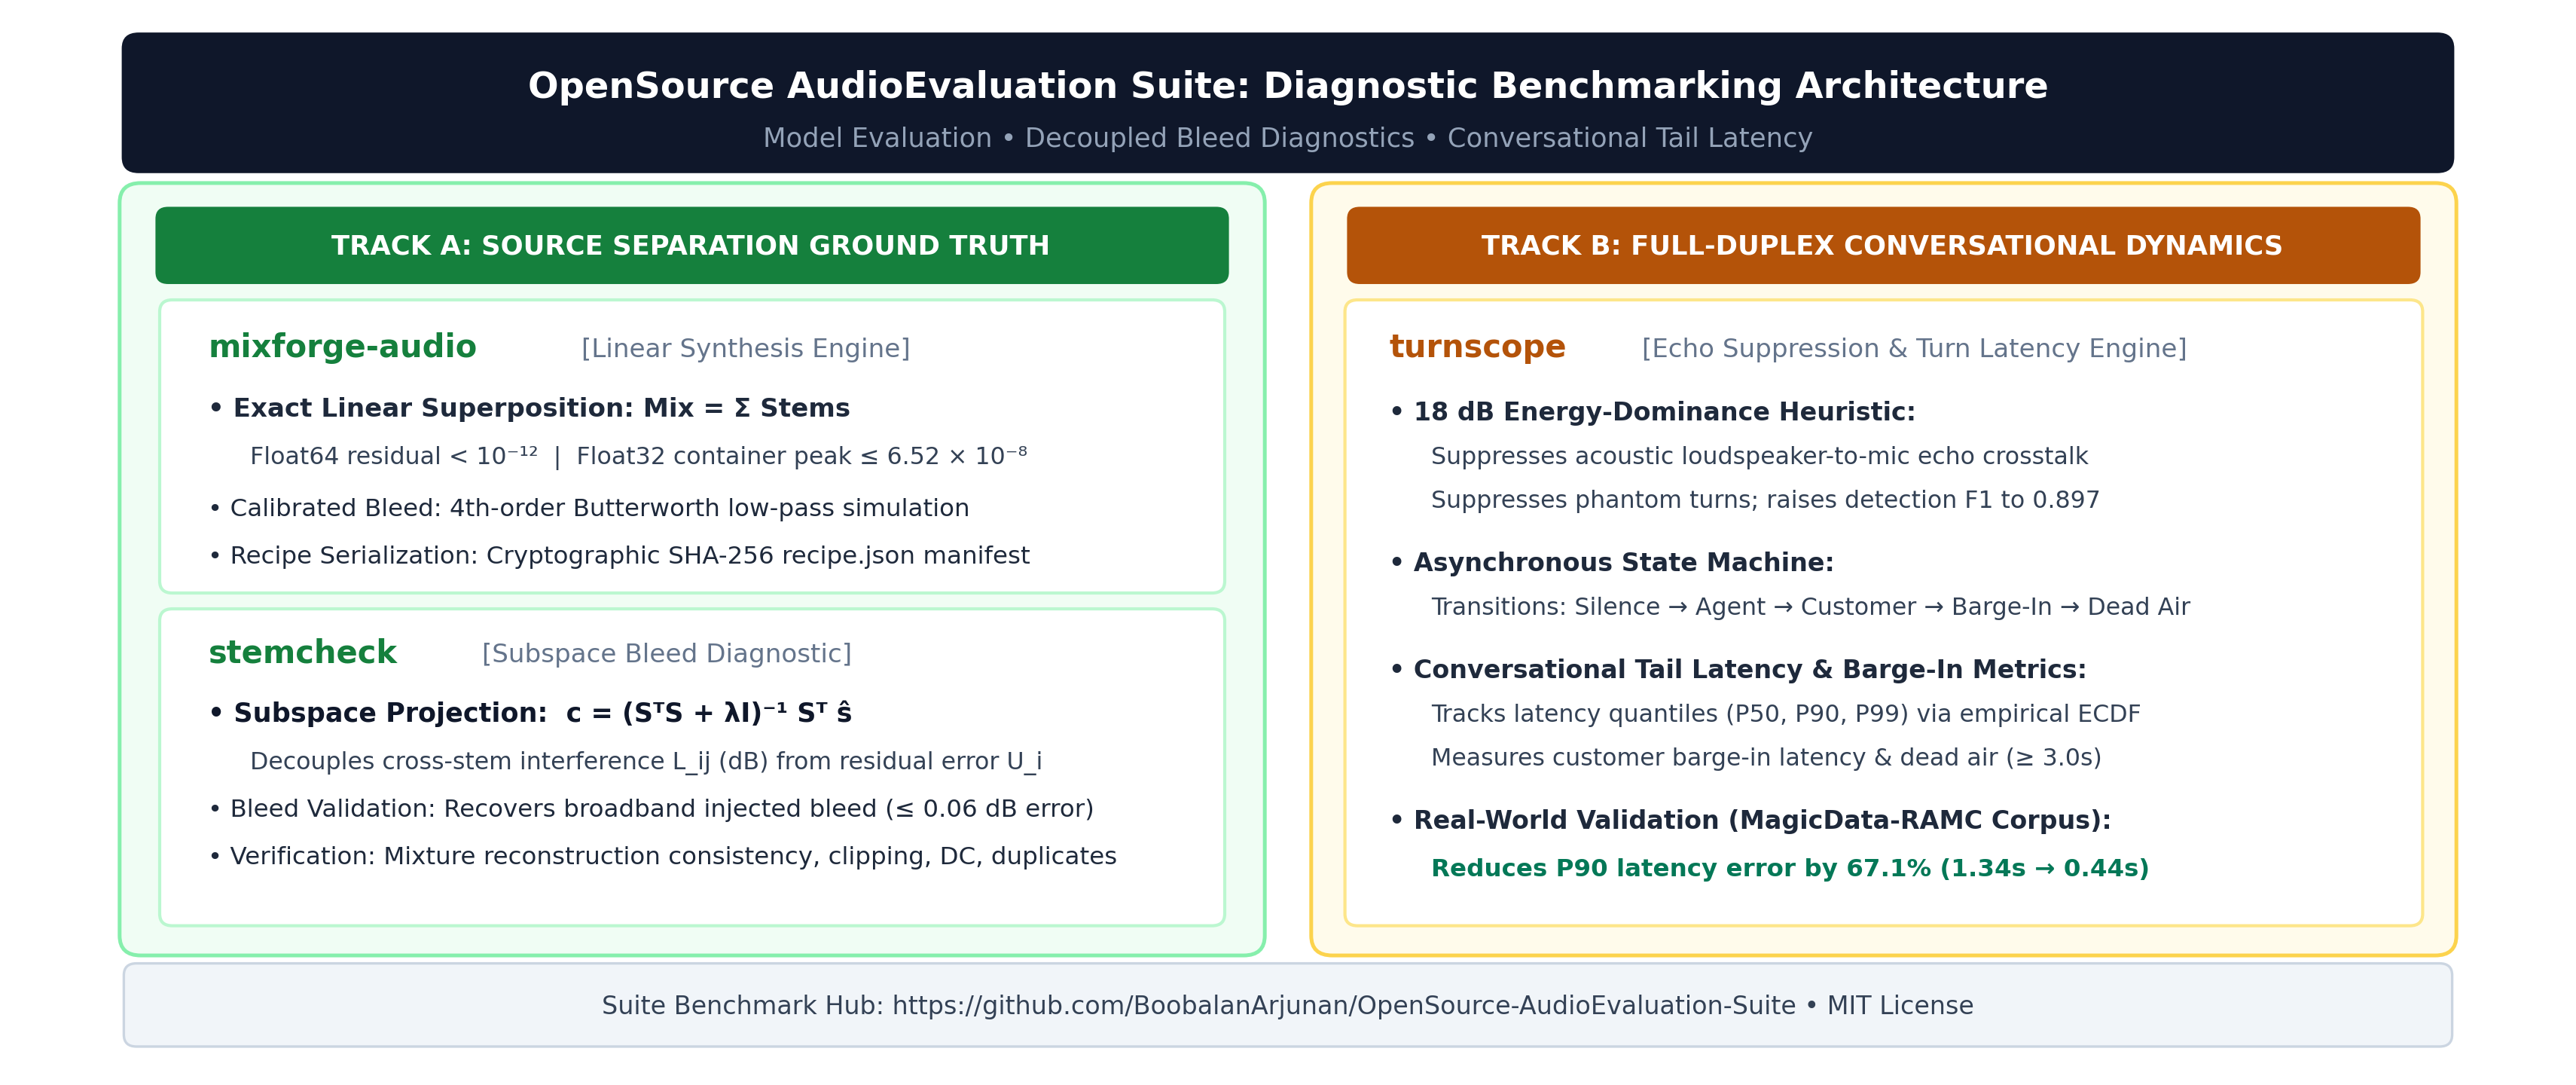 OpenSource AudioEvaluation Suite: Diagnostic Benchmarking Architecture
Model Evaluation • Decoupled Bleed Diagnostics • Conversational Tail Latency
TRACK A: SOURCE SEPARATION GROUND TRUTH
mixforge-audio [Linear Synthesis Engine]
• Exact Linear Superposition: Mix = Σ Stems
Float64 residual < 10⁻¹² | Float32 container peak ≤ 6.52 × 10⁻⁸
• Calibrated Bleed: 4th-order Butterworth low-pass simulation
• Recipe Serialization: Cryptographic SHA-256 recipe.json manifest
stemcheck [Subspace Bleed Diagnostic]
• Subspace Projection: c = (SᵀS + λI)⁻¹ Sᵀ ŝ
Decouples cross-stem interference L_ij (dB) from residual error U_i
• Bleed Validation: Recovers broadband injected bleed (≤ 0.06 dB error)
• Verification: Mixture reconstruction consistency, clipping, DC, duplicates
TRACK B: FULL-DUPLEX CONVERSATIONAL DYNAMICS
turnscope [Echo Suppression & Turn Latency Engine]
• 18 dB Energy-Dominance Heuristic:
Suppresses acoustic loudspeaker-to-mic echo crosstalk
Suppresses phantom turns; raises detection F1 to 0.897
• Asynchronous State Machine:
Transitions: Silence → Agent → Customer → Barge-In → Dead Air
• Conversational Tail Latency & Barge-In Metrics:
Tracks latency quantiles (P50, P90, P99) via empirical ECDF
Measures customer barge-in latency & dead air (≥ 3.0s)
• Real-World Validation (MagicData-RAMC Corpus):
Reduces P90 latency error by 67.1% (1.34s → 0.44s)
Suite Benchmark Hub: https://github.com/BoobalanArjunan/OpenSource-AudioEvaluation-Suite • MIT License